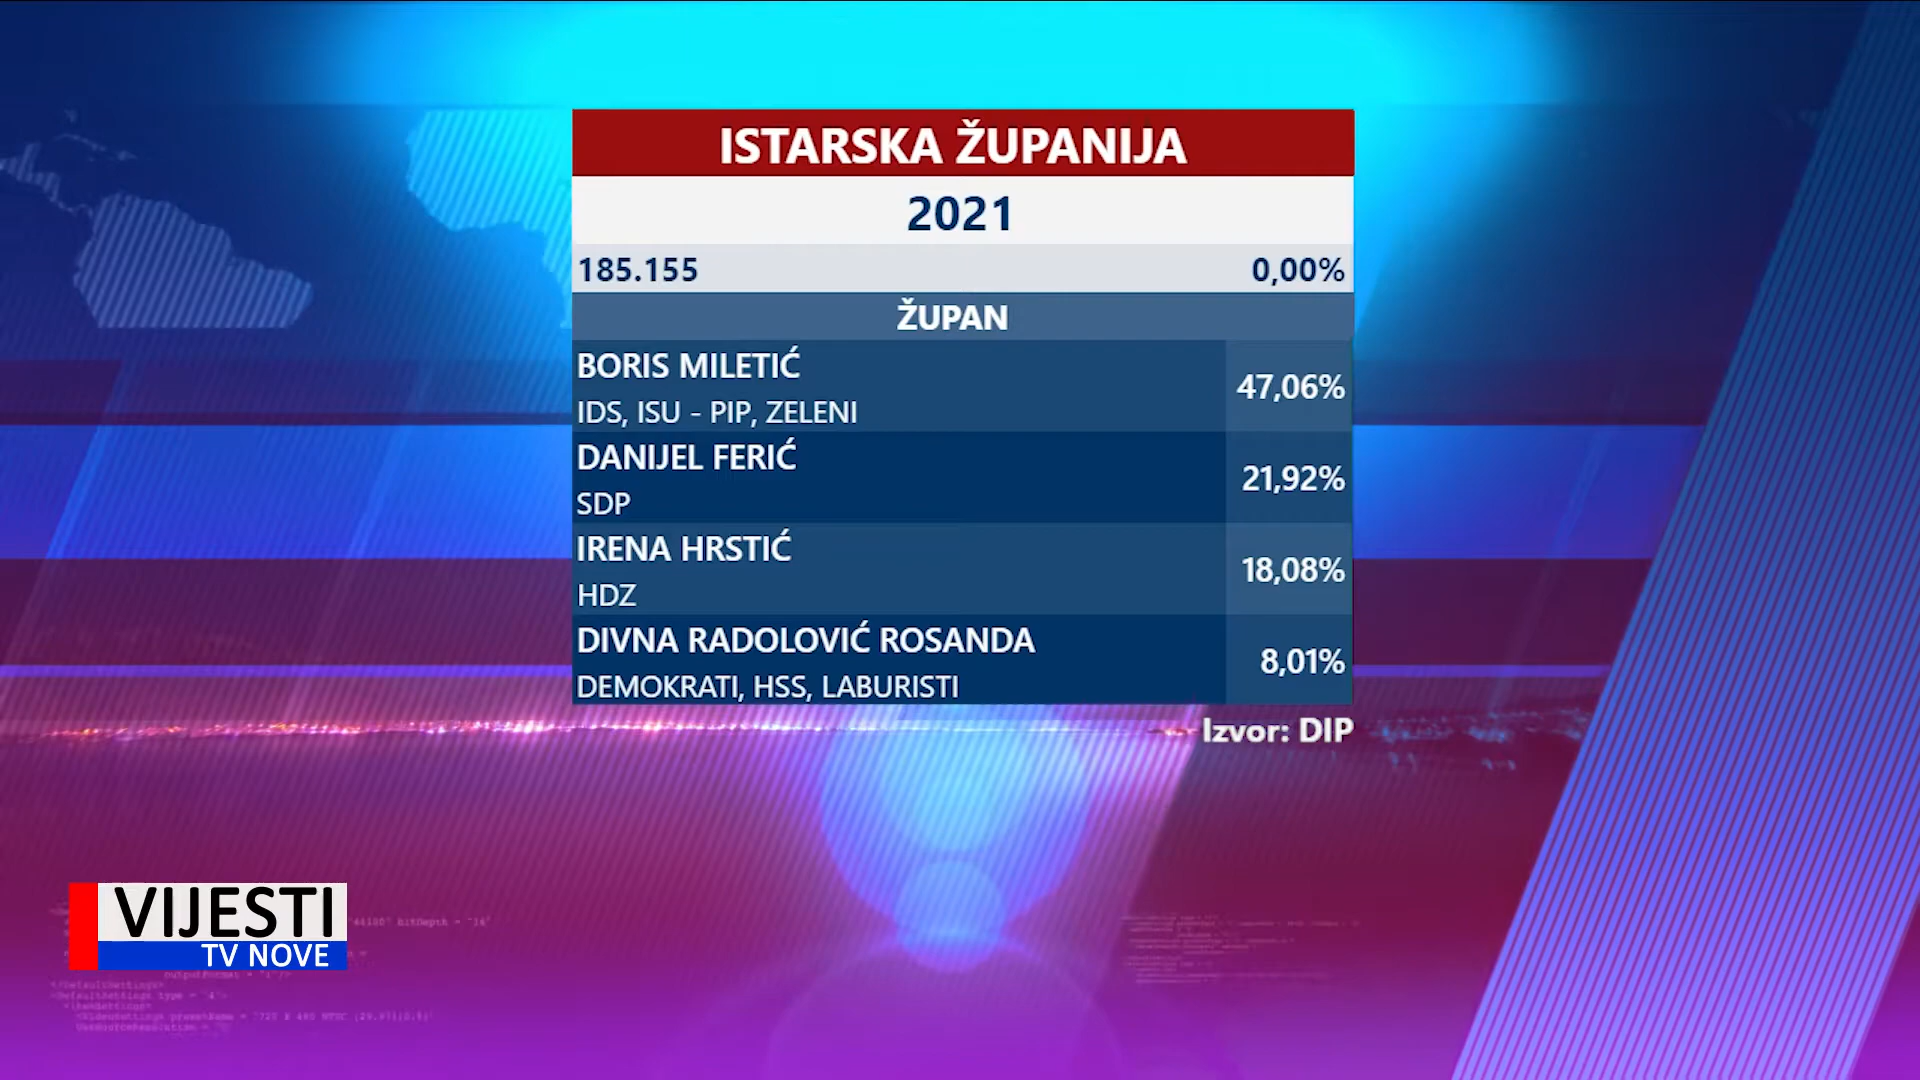 ISTARSKA ŽUPANIJA
2021
185.155 0,00%
ŽUPAN
BORIS MILETIĆ
IDS, ISU - PIP, ZELENI
47,06%
DANIJEL FERIĆ
SDP
21,92%
IRENA HRSTIĆ
HDZ
18,08%
DIVNA RADOLOVIĆ ROSANDA
DEMOKRATI, HSS, LABURISTI
8,01%
Izvor: DIP
VIJESTI
TV NOVE